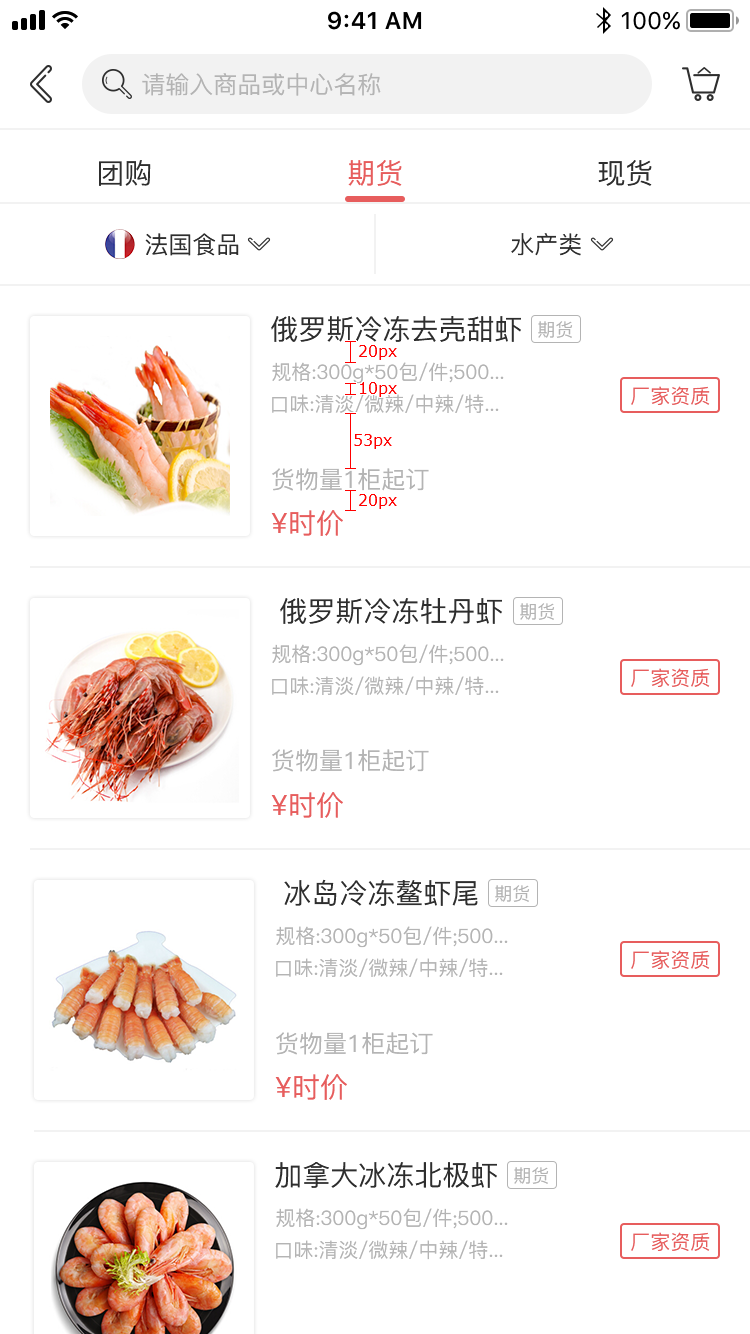 9:41 AM 100%
请输入商品或中心名称
团购 期货 现货
法国食品 水产类
俄罗斯冷冻去壳甜虾 期货
20px
规格:300g*50包/件;500...
10px
口味:清淡/微辣/中辣/特...
厂家资质
53px
货物量1柜起订
20px
¥时价
俄罗斯冷冻牡丹虾 期货
规格:300g*50包/件;500...
口味:清淡/微辣/中辣/特...
厂家资质
货物量1柜起订
¥时价
冰岛冷冻鳌虾尾 期货
规格:300g*50包/件;500...
口味:清淡/微辣/中辣/特...
厂家资质
货物量1柜起订
¥时价
加拿大冰冻北极虾 期货
规格:300g*50包/件;500...
口味:清淡/微辣/中辣/特...
厂家资质